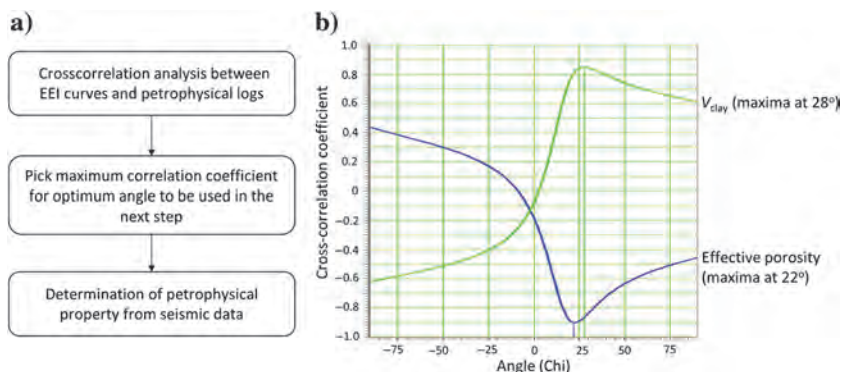 a)
Crosscorrelation analysis between
EEI curves and petrophysical logs
Pick maximum correlation coefficient
for optimum angle to be used in the
next step
Determination of petrophysical
property from seismic data
b)
Cross-correlation coefficient
1.0
0.8
0.6
0.4
0.2
0
−0.2
−0.4
−0.6
−0.8
−1.0
−75
−50
−25
0
25
50
75
Angle (Chi)
Vclay (maxima at 28°)
Effective porosity
(maxima at 22°)